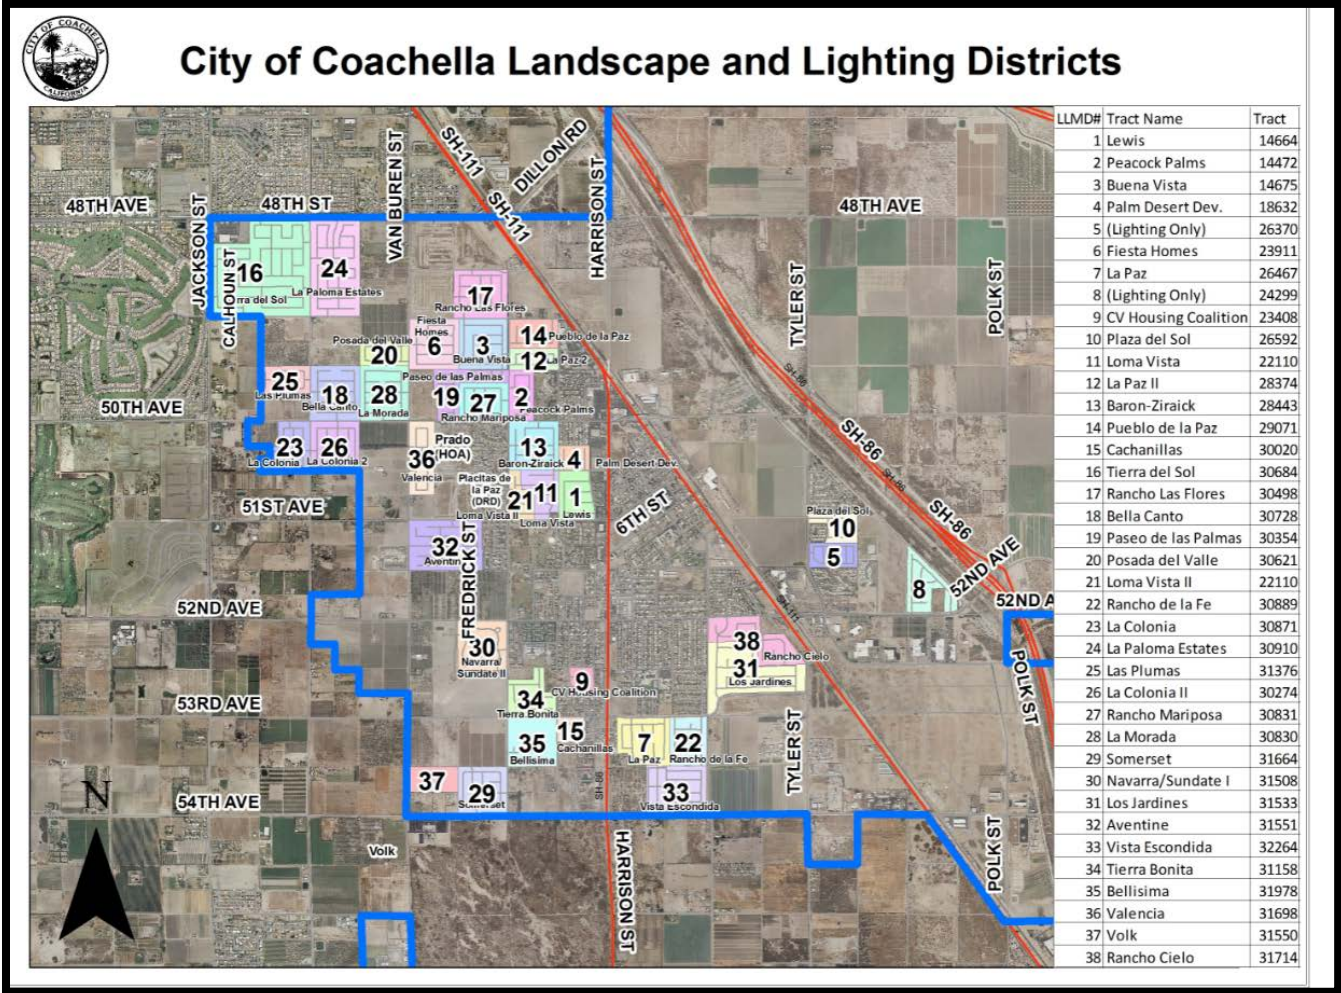 CITY OF COACHELLA
CALIFORNIA
City of Coachella Landscape and Lighting Districts
SH-111
DILLON RD
VAN BUREN ST
HARRISON ST
48TH AVE
48TH ST
SH-111
48TH AVE
JACKSON ST
CALHOUN ST
16
rra del Sol
24
La Paloma Estates
17
Rancho Las Flores
TYLER ST
POLK ST
Fiesta
Homes
6
Posada del Valle
20
3
Buena Vista
14
Pueblo de la Paz
12
La Paz 2
SH-86
25
Las Plumas
18
Bella Canto
28
La Morada
Paseo de las Palmas
19
27
Rancho Mariposa
2
Peacock Palms
50TH AVE
23
La Colonia
26
La Colonia 2
36
Valencia
Prado
(HOA)
13
Baron-Ziraick
4
Palm Desert Dev.
SH-86
SH-86
Placitas de
la Paz
(DRD)
21
11
1
Loma Vista II
Loma Vista
Lewis
51ST AVE
6TH ST
Plaza del Sol
10
5
SH-86
32
Aventin
FREDRICK ST
8
52ND AVE
52ND A
52ND AVE
30
Navarra
Sundate II
38
Rancho Cielo
31
Los Jardines
POLK ST
53RD AVE
34
Tierra Bonita
9
CV Housing Coalition
15
Cachanillas
35
Bellisima
7
La Paz
22
Rancho de la Fe
TYLER ST
37
29
Somerset
33
Vista Escondida
SH-86
54TH AVE
N
Volk
HARRISON ST
POLK ST
LLMD# Tract Name Tract
1 Lewis 14664
2 Peacock Palms 14472
3 Buena Vista 14675
4 Palm Desert Dev. 18632
5 (Lighting Only) 26370
6 Fiesta Homes 23911
7 La Paz 26467
8 (Lighting Only) 24299
9 CV Housing Coalition 23408
10 Plaza del Sol 26592
11 Loma Vista 22110
12 La Paz II 28374
13 Baron-Ziraick 28443
14 Pueblo de la Paz 29071
15 Cachanillas 30020
16 Tierra del Sol 30684
17 Rancho Las Flores 30498
18 Bella Canto 30728
19 Paseo de las Palmas 30354
20 Posada del Valle 30621
21 Loma Vista II 22110
22 Rancho de la Fe 30889
23 La Colonia 30871
24 La Paloma Estates 30910
25 Las Plumas 31376
26 La Colonia II 30274
27 Rancho Mariposa 30831
28 La Morada 30830
29 Somerset 31664
30 Navarra/Sundate I 31508
31 Los Jardines 31533
32 Aventine 31551
33 Vista Escondida 32264
34 Tierra Bonita 31158
35 Bellisima 31978
36 Valencia 31698
37 Volk 31550
38 Rancho Cielo 31714